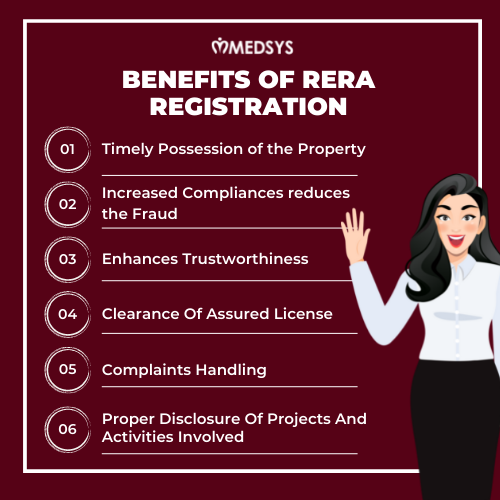 MEDSYS
BENEFITS OF RERA
REGISTRATION
01
Timely Possession of the Property
02
Increased Compliances reduces
the Fraud
03
Enhances Trustworthiness
04
Clearance Of Assured License
05
Complaints Handling
06
Proper Disclosure Of Projects And
Activities Involved